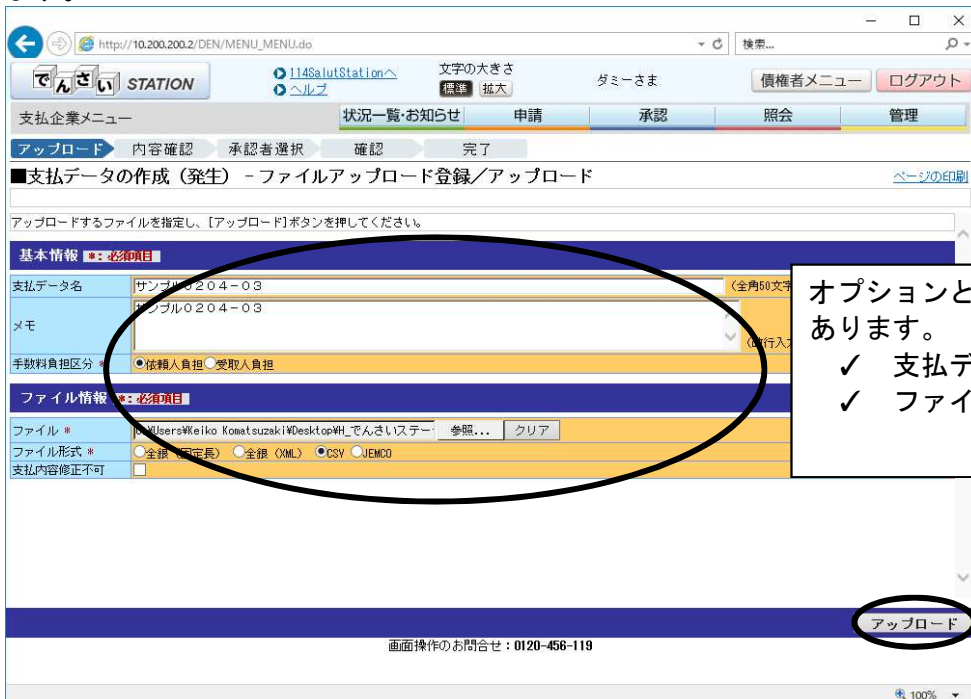 http://10.200.200.2/DEN/MENU_MENU.do 検索...
でんさい STATION 114SalutStationへ 文字の大きさ ダミーさま 債権者メニュー ログアウト
ヘルプ 標準 拡大
支払企業メニュー 状況一覧・お知らせ 申請 承認 照会 管理
アップロード 内容確認 承認者選択 確認 完了
■支払データの作成（発生）－ファイルアップロード登録／アップロード ページの印刷
アップロードするファイルを指定し、[アップロード]ボタンを押してください。
基本情報 *：必須項目
支払データ名 サンプル0204-03 (全角50文字
メモ サンプル0204-03
手数料負担区分 * 依頼人負担 受取人負担
オプションと
あります。
✓ 支払デ
✓ ファイ
ファイル情報 *：必須項目
ファイル * ¥Users¥Keiko Komatsuzaki¥Desktop¥H_でんさいステー 参照... クリア
ファイル形式 * 全銀（固定長） 全銀（XML） CSV JEMCO
支払内容修正不可
アップロード
画面操作のお問合せ：0120-456-119
100%